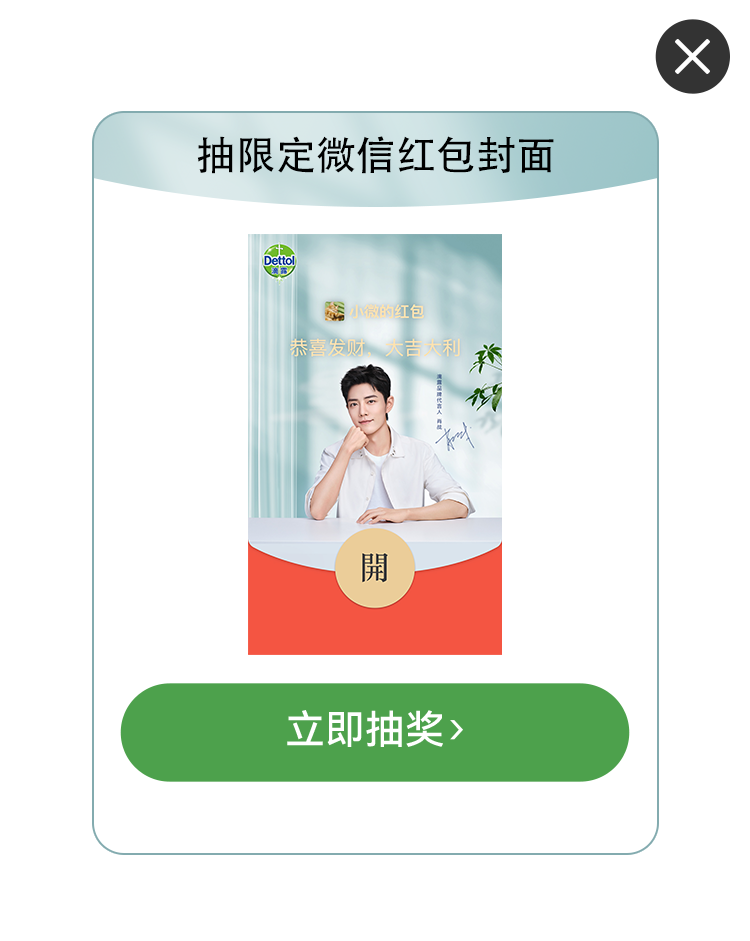 抽限定微信红包封面
Dettol
滴露
小微的红包
恭喜发财，大吉大利
滴露品牌代言人 肖战
開
立即抽奖›